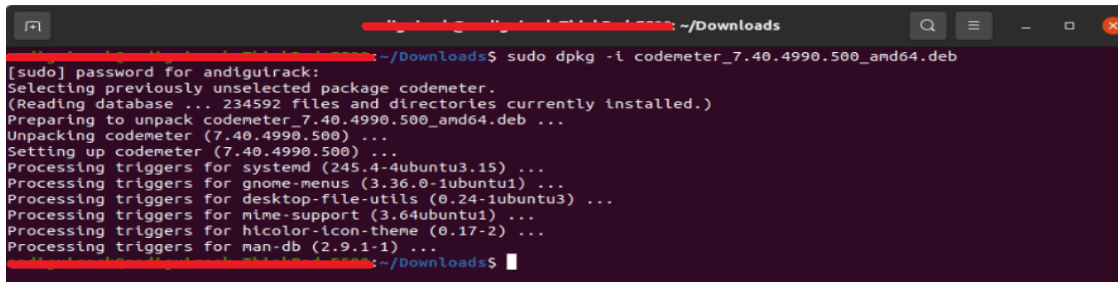 : ~/Downloads
:~/Downloads$ sudo dpkg -i codemeter_7.40.4990.500_amd64.deb
[sudo] password for andiguirack:
Selecting previously unselected package codemeter.
(Reading database ... 234592 files and directories currently installed.)
Preparing to unpack codemeter_7.40.4990.500_amd64.deb ...
Unpacking codemeter (7.40.4990.500) ...
Setting up codemeter (7.40.4990.500) ...
Processing triggers for systemd (245.4-4ubuntu3.15) ...
Processing triggers for gnome-menus (3.36.0-1ubuntu1) ...
Processing triggers for desktop-file-utils (0.24-1ubuntu3) ...
Processing triggers for mime-support (3.64ubuntu1) ...
Processing triggers for hicolor-icon-theme (0.17-2) ...
Processing triggers for man-db (2.9.1-1) ...
:~/Downloads$